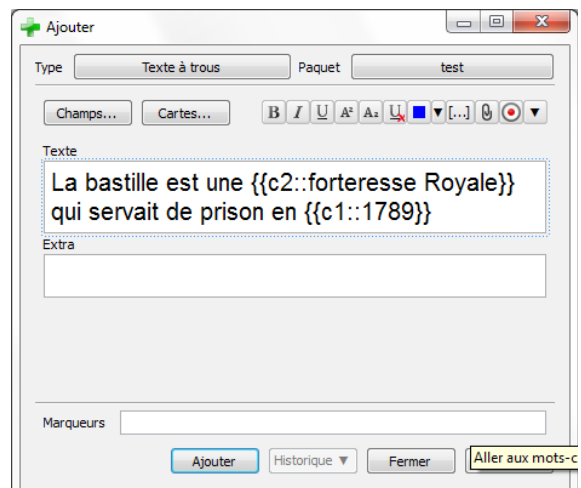 Ajouter
Type Texte à trous Paquet test
Champs... Cartes... B I U A² A₂ U [...]
Texte
La bastille est une {{c2::forteresse Royale}}
qui servait de prison en {{c1::1789}}
Extra
Marqueurs
Ajouter Historique Fermer Aller aux mots-c